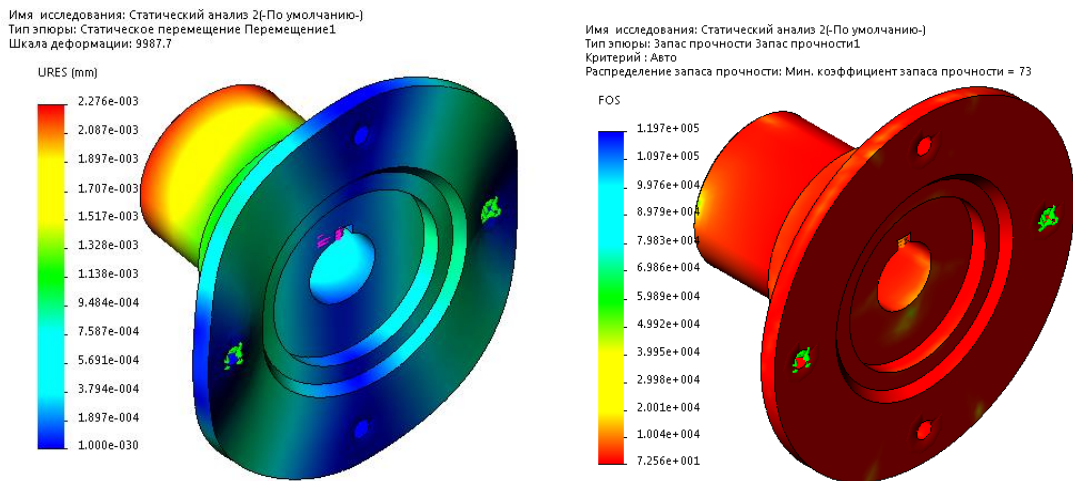 Имя исследования: Статический анализ 2(-По умолчанию-)
Тип эпюры: Статическое перемещение Перемещение1
Шкала деформации: 9987.7
URES (mm)
2.276e-003
2.087e-003
1.897e-003
1.707e-003
1.517e-003
1.328e-003
1.138e-003
9.484e-004
7.587e-004
5.691e-004
3.794e-004
1.897e-004
1.000e-030
Имя исследования: Статический анализ 2(-По умолчанию-)
Тип эпюры: Запас прочности Запас прочности1
Критерий : Авто
Распределение запаса прочности: Мин. коэффициент запаса прочности = 73
FOS
1.197e+005
1.097e+005
9.976e+004
8.979e+004
7.983e+004
6.986e+004
5.989e+004
4.992e+004
3.995e+004
2.998e+004
2.001e+004
1.004e+004
7.256e+001